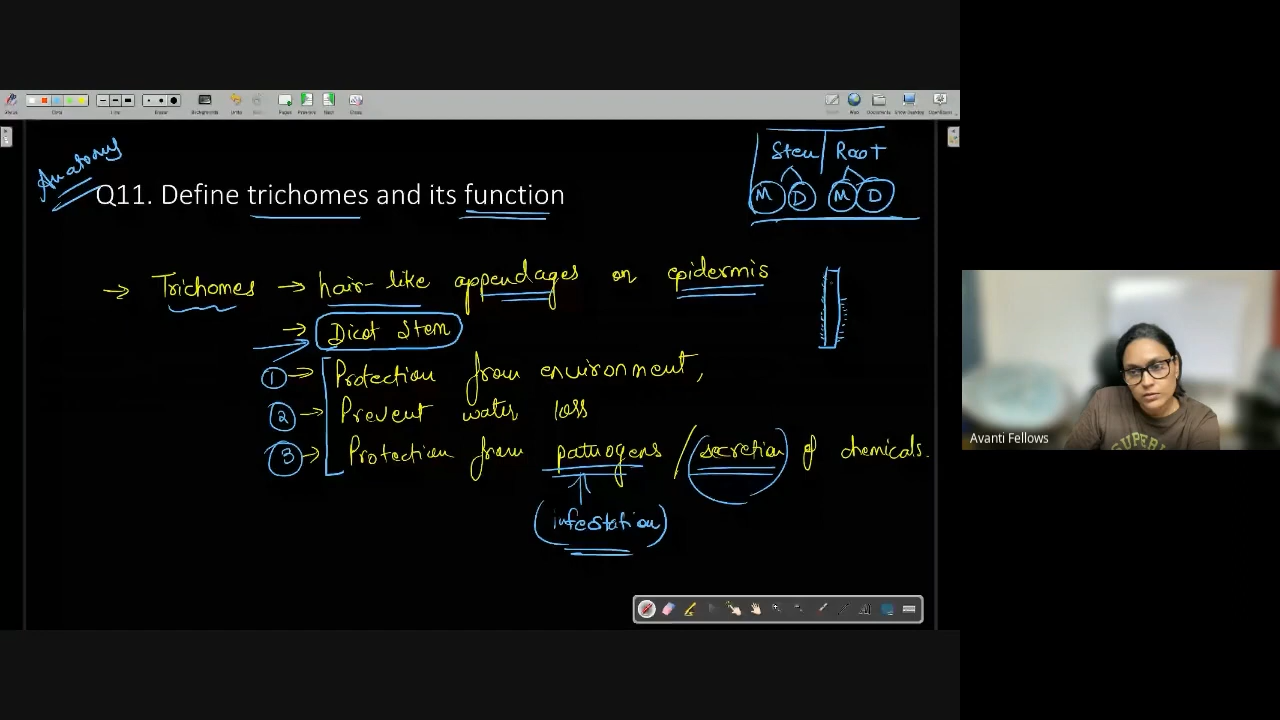 Anatomy
Stem Root
M D M D
Q11. Define trichomes and its function
→ Trichomes → hair-like appendages on epidermis
→ Dicot Stem
① → Protection from environment,
② → Prevent water loss
③ → Protection from pathogens / secretion of chemicals.
(infestation)
Avanti Fellows
SUPERI